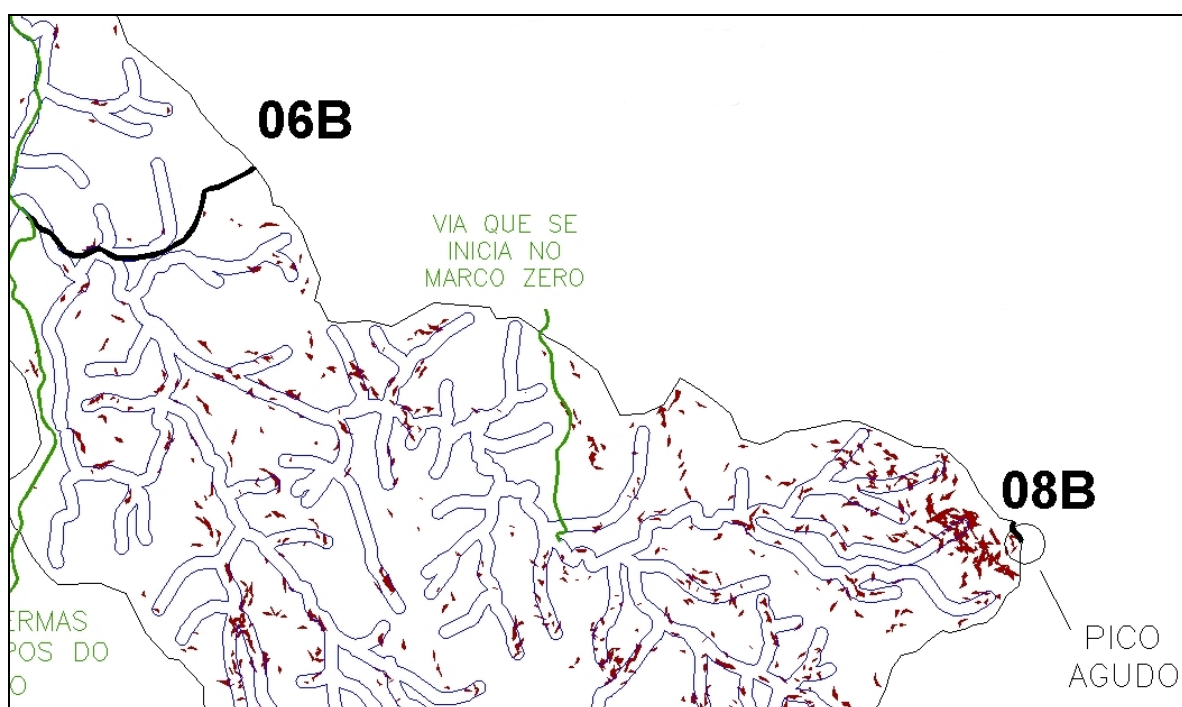 06B
VIA QUE SE
INICIA NO
MARCO ZERO
08B
ERMAS
POS DO
O
PICO
AGUDO